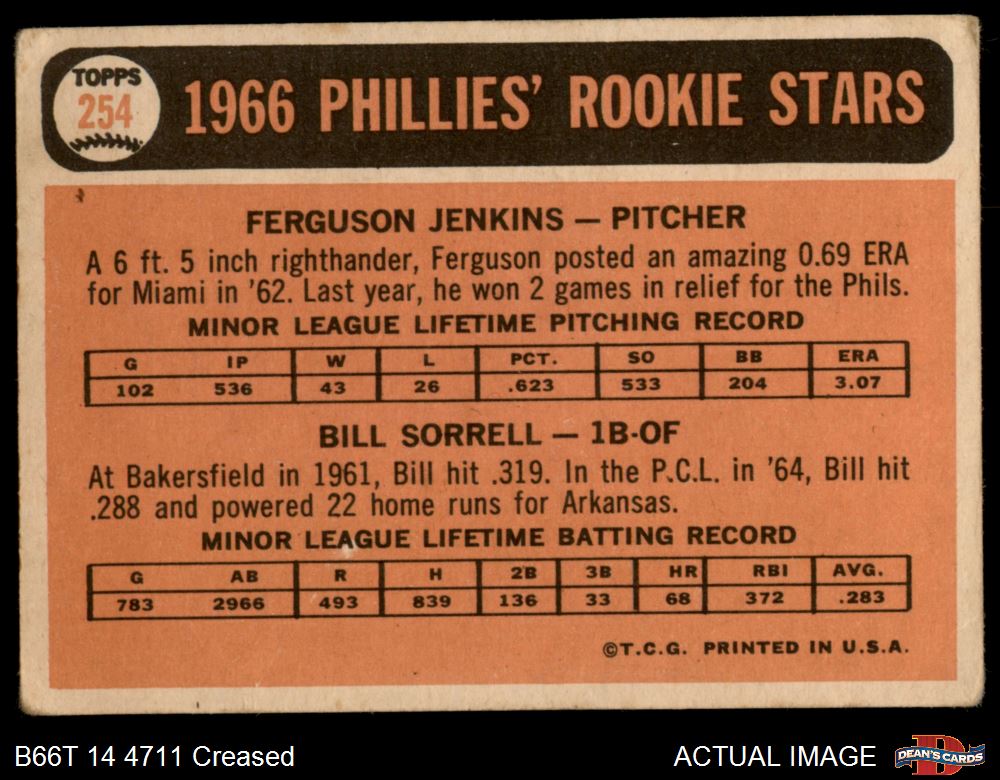 TOPPS
254
1966 PHILLIES' ROOKIE STARS
FERGUSON JENKINS — PITCHER
A 6 ft. 5 inch righthander, Ferguson posted an amazing 0.69 ERA
for Miami in '62. Last year, he won 2 games in relief for the Phils.
MINOR LEAGUE LIFETIME PITCHING RECORD
G IP W L PCT. SO BB ERA
102 536 43 26 .623 533 204 3.07
BILL SORRELL — 1B-OF
At Bakersfield in 1961, Bill hit .319. In the P.C.L. in '64, Bill hit
.288 and powered 22 home runs for Arkansas.
MINOR LEAGUE LIFETIME BATTING RECORD
G AB R H 2B 3B HR RBI AVG.
783 2966 493 839 136 33 68 372 .283
©T.C.G. PRINTED IN U.S.A.
B66T 14 4711 Creased
ACTUAL IMAGE
DEAN'S CARDS